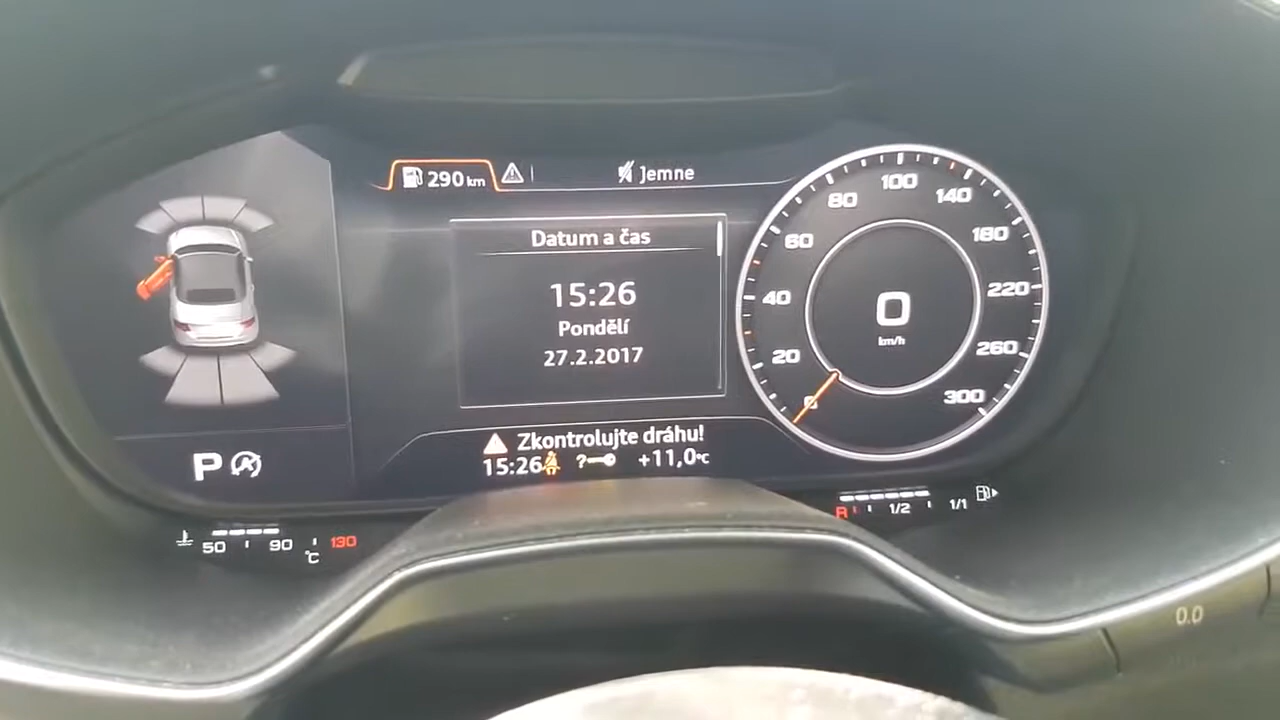 290 km
Jemne
Datum a čas
15:26
Pondělí
27.2.2017
Zkontrolujte dráhu!
15:26 ? +11,0°C
P A
0 20 40 60 80 100 140 180 220 260 300
0
km/h
50 90 °C 130
R 1/2 1/1
0.0